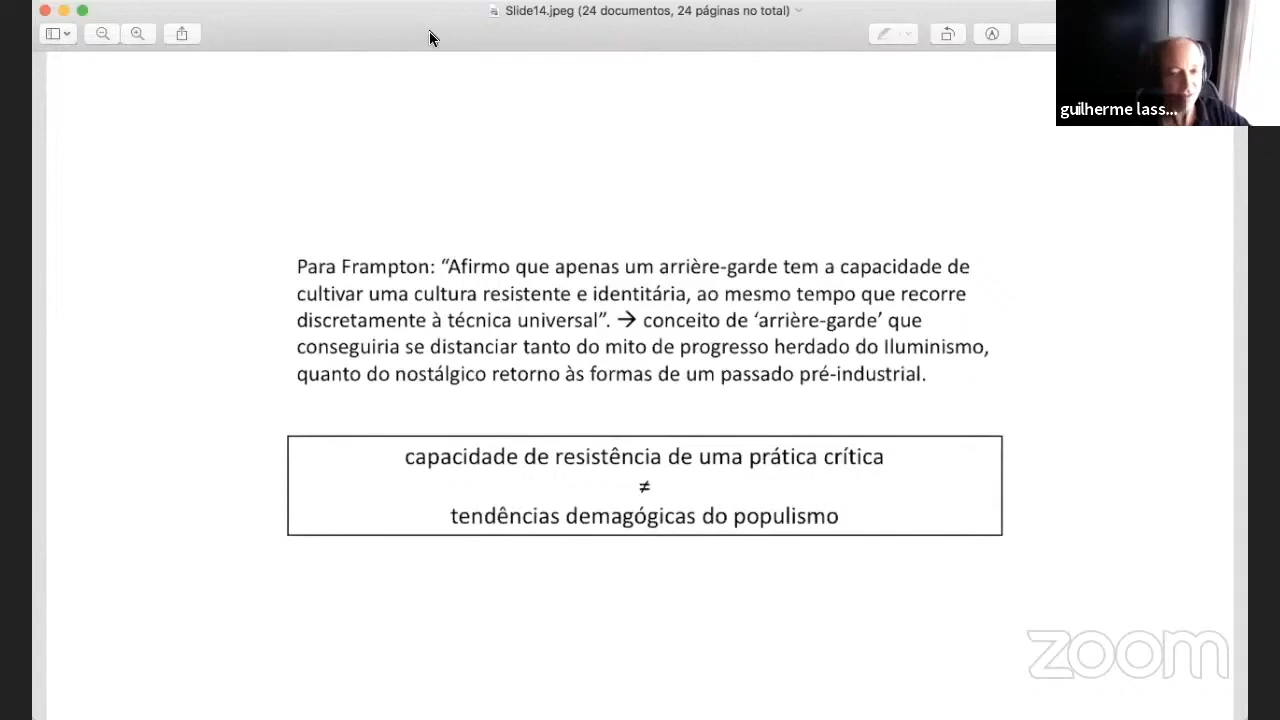 Slide14.jpeg (24 documentos, 24 páginas no total)
guilherme lass...
Para Frampton: “Afirmo que apenas um arrière-garde tem a capacidade de
cultivar uma cultura resistente e identitária, ao mesmo tempo que recorre
discretamente à técnica universal”. → conceito de ‘arrière-garde’ que
conseguiria se distanciar tanto do mito de progresso herdado do Iluminismo,
quanto do nostálgico retorno às formas de um passado pré-industrial.
capacidade de resistência de uma prática crítica
≠
tendências demagógicas do populismo
zoom